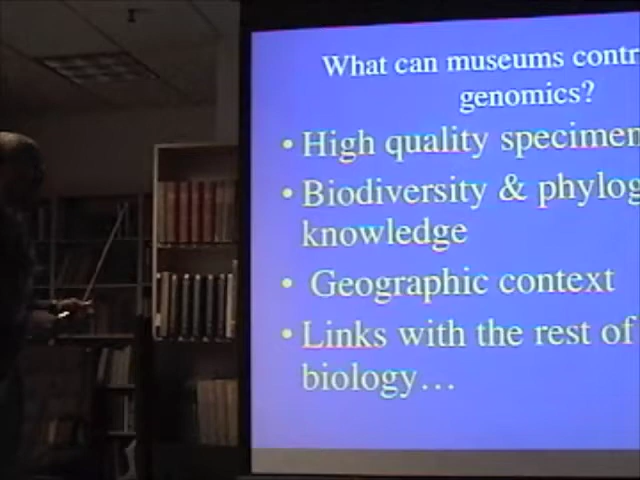 What can museums contr
genomics?
• High quality specimen
• Biodiversity & phylog
knowledge
• Geographic context
• Links with the rest of
biology…